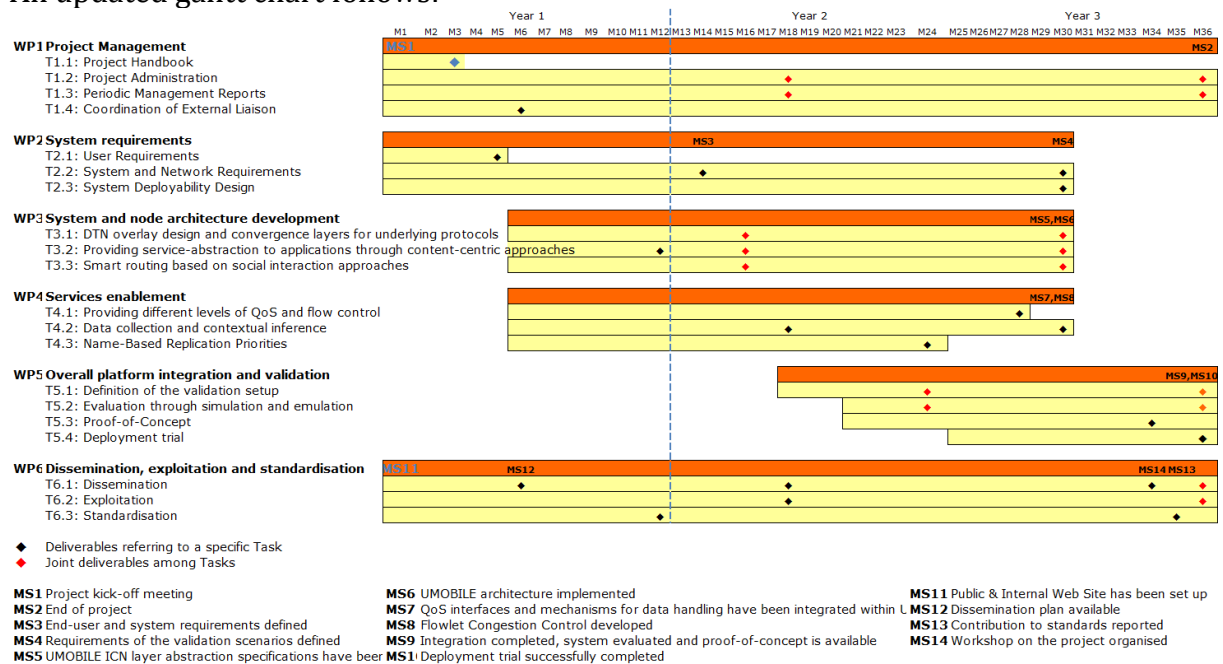 An updated gantt chart follows:
Year 1 Year 2 Year 3
M1 M2 M3 M4 M5 M6 M7 M8 M9 M10 M11 M12 M13 M14 M15 M16 M17 M18 M19 M20 M21 M22 M23 M24 M25 M26 M27 M28 M29 M30 M31 M32 M33 M34 M35 M36
WP1 Project Management MS1 MS2
T1.1: Project Handbook
T1.2: Project Administration
T1.3: Periodic Management Reports
T1.4: Coordination of External Liaison
WP2 System requirements MS3 MS4
T2.1: User Requirements
T2.2: System and Network Requirements
T2.3: System Deployability Design
WP3 System and node architecture development MS5,MS6
T3.1: DTN overlay design and convergence layers for underlying protocols
T3.2: Providing service-abstraction to applications through content-centric approaches
T3.3: Smart routing based on social interaction approaches
WP4 Services enablement MS7,MS8
T4.1: Providing different levels of QoS and flow control
T4.2: Data collection and contextual inference
T4.3: Name-Based Replication Priorities
WP5 Overall platform integration and validation MS9,MS10
T5.1: Definition of the validation setup
T5.2: Evaluation through simulation and emulation
T5.3: Proof-of-Concept
T5.4: Deployment trial
WP6 Dissemination, exploitation and standardisation MS11 MS12 MS14 MS13
T6.1: Dissemination
T6.2: Exploitation
T6.3: Standardisation
Deliverables referring to a specific Task
Joint deliverables among Tasks
MS1 Project kick-off meeting MS6 UMOBILE architecture implemented MS11 Public & Internal Web Site has been set up
MS2 End of project MS7 QoS interfaces and mechanisms for data handling have been integrated within U MS12 Dissemination plan available
MS3 End-user and system requirements defined MS8 Flowlet Congestion Control developed MS13 Contribution to standards reported
MS4 Requirements of the validation scenarios defined MS9 Integration completed, system evaluated and proof-of-concept is available MS14 Workshop on the project organised
MS5 UMOBILE ICN layer abstraction specifications have beer MS1 Deployment trial successfully completed